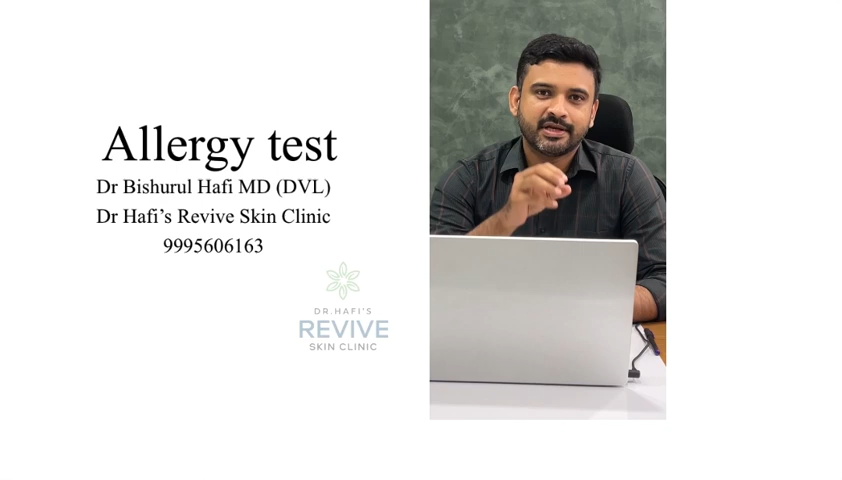 Allergy test
Dr Bishurul Hafi MD (DVL)
Dr Hafi’s Revive Skin Clinic
9995606163
DR.HAFI'S
REVIVE
SKIN CLINIC